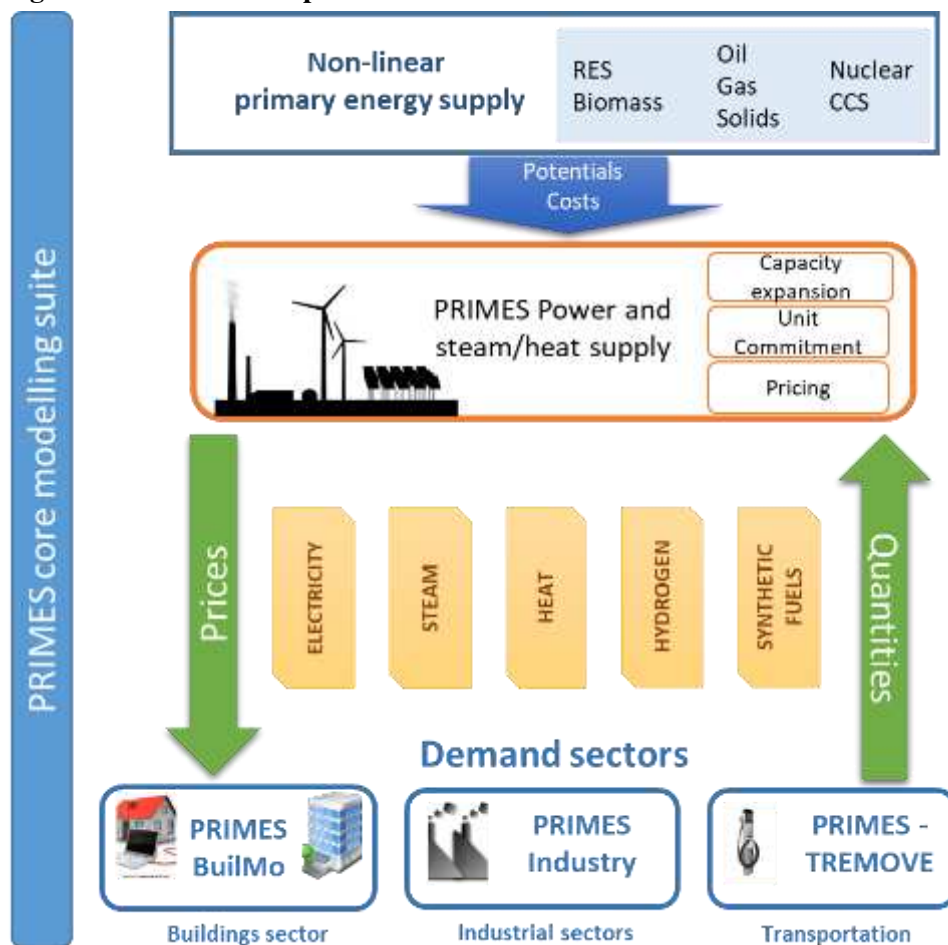 PRIMES core modelling suite
Non-linear
primary energy supply
RES
Biomass
Oil
Gas
Solids
Nuclear
CCS
Potentials
Costs
PRIMES Power and
steam/heat supply
Capacity
expansion
Unit
Commitment
Pricing
Prices
ELECTRICITY
STEAM
HEAT
HYDROGEN
SYNTHETIC
FUELS
Quantities
Demand sectors
PRIMES
BuilMo
PRIMES
Industry
PRIMES -
TREMOVE
Buildings sector
Industrial sectors
Transportation